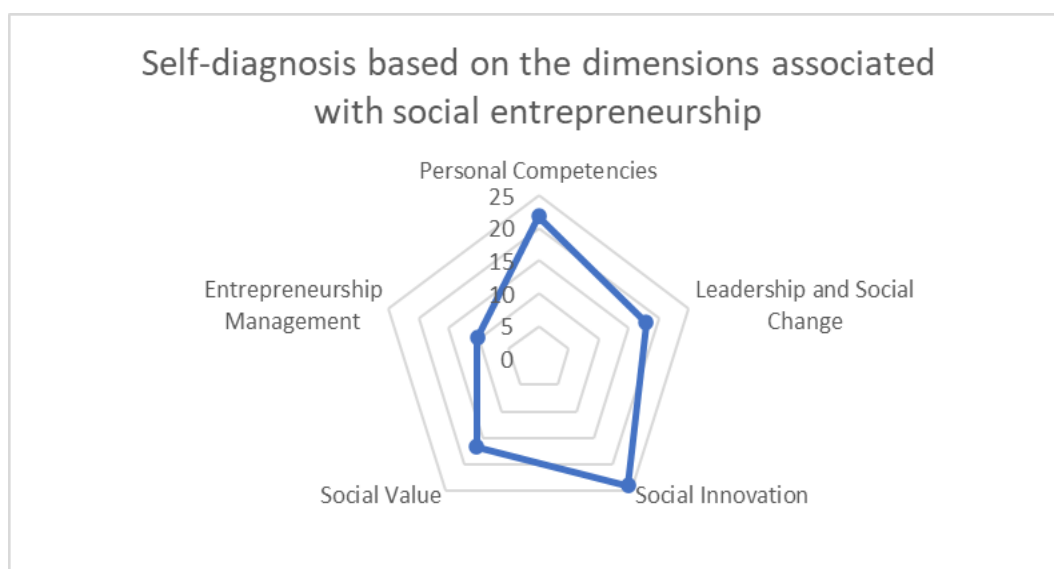 Self-diagnosis based on the dimensions associated
with social entrepreneurship
Personal Competencies
25
20
15
10
5
0
Leadership and Social
Change
Social Innovation
Social Value
Entrepreneurship
Management